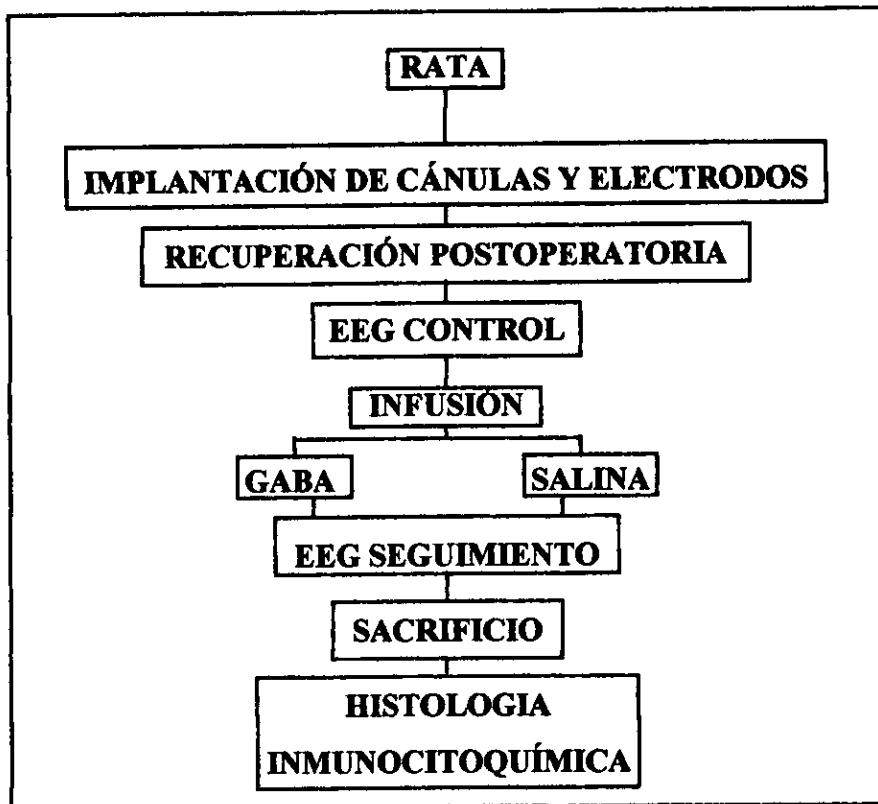 RATA
IMPLANTACIÓN DE CÁNULAS Y ELECTRODOS
RECUPERACIÓN POSTOPERATORIA
EEG CONTROL
INFUSIÓN
GABA SALINA
EEG SEGUIMIENTO
SACRIFICIO
HISTOLOGIA
INMUNOCITOQUÍMICA